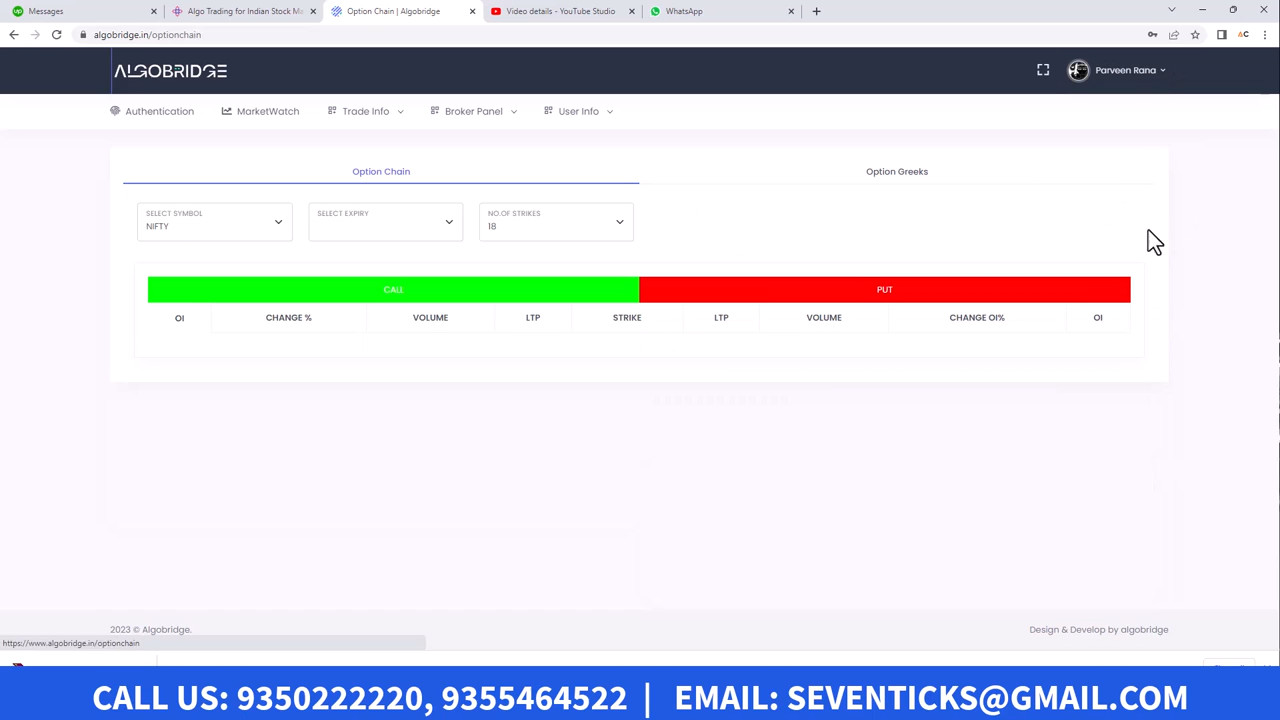 Messages
Algo Trading for Indian Stock Ma
Option Chain | Algobridge
Video details - YouTube Studio
WhatsApp
algobridge.in/optionchain
ALGOBRIDGE
Parveen Rana
Authentication
MarketWatch
Trade Info
Broker Panel
User Info
Option Chain
Option Greeks
SELECT SYMBOL
NIFTY
SELECT EXPIRY
NO.OF STRIKES
18
CALL
PUT
OI CHANGE % VOLUME LTP STRIKE LTP VOLUME CHANGE OI% OI
2023 © Algobridge.
Design & Develop by algobridge
https://www.algobridge.in/optionchain
CALL US: 9350222220, 9355464522 | EMAIL: SEVENTICKS@GMAIL.COM